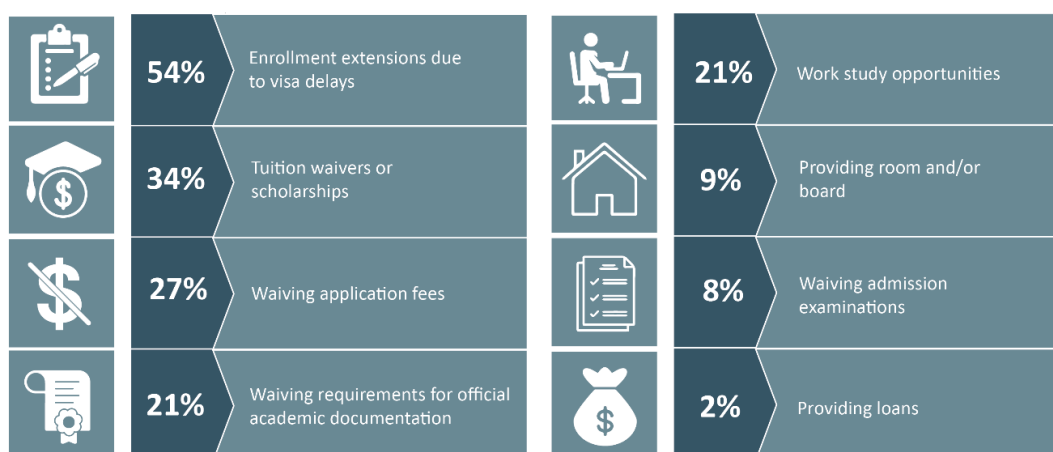 54%
Enrollment extensions due
to visa delays
34%
Tuition waivers or
scholarships
$
27%
Waiving application fees
$
21%
Waiving requirements for official
academic documentation
21%
Work study opportunities
9%
Providing room and/or
board
8%
Waiving admission
examinations
2%
Providing loans
$